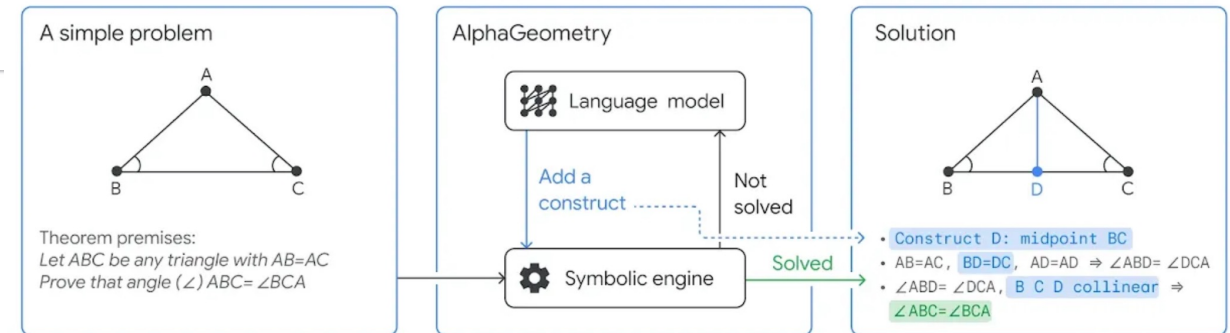 A simple problem
A
B
C
Theorem premises:
Let ABC be any triangle with AB=AC
Prove that angle (∠) ABC= ∠BCA
AlphaGeometry
Language model
Add a
construct
Not
solved
Symbolic engine
Solved
Solution
A
B
D
C
• Construct D: midpoint BC
• AB=AC, BD=DC, AD=AD ⇒ ∠ABD= ∠DCA
• ∠ABD= ∠DCA, B C D collinear ⇒
∠ABC=∠BCA